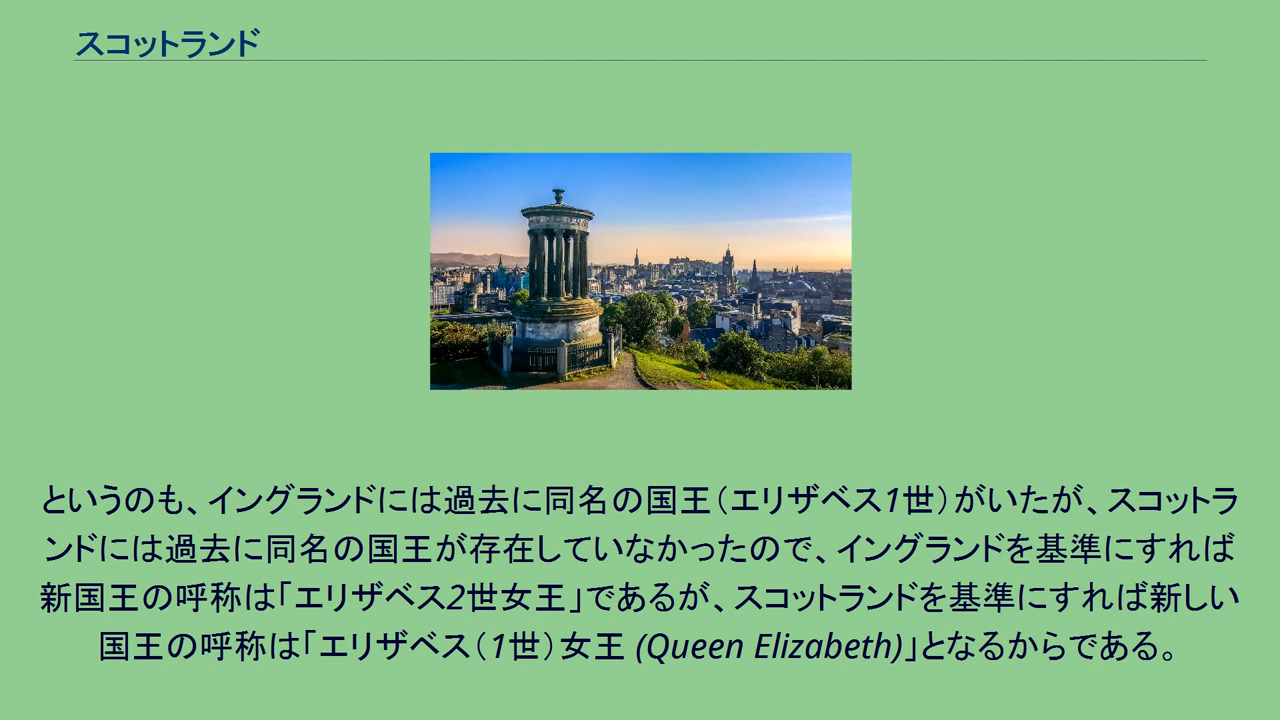 スコットランド
というのも、イングランドには過去に同名の国王（エリザベス1世）がいたが、スコットラ
ンドには過去に同名の国王が存在していなかったので、イングランドを基準にすれば
新国王の呼称は「エリザベス2世女王」であるが、スコットランドを基準にすれば新しい
国王の呼称は「エリザベス（1世）女王 (Queen Elizabeth)」となるからである。